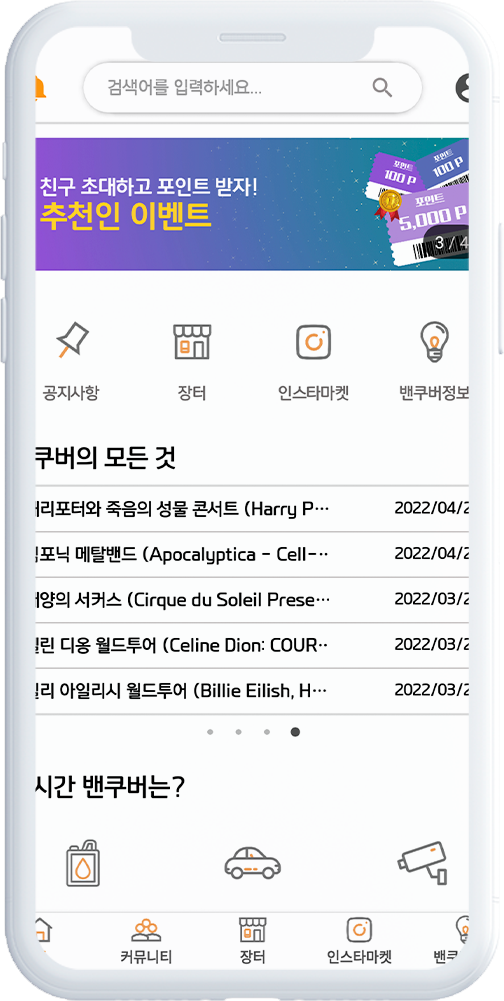 검색어를 입력하세요...
친구 초대하고 포인트 받자!
추천인 이벤트
포인트
100 P
포인트
100 P
포인트
5,000 P
3 / 4
공지사항
장터
인스타마켓
밴쿠버정보
쿠버의 모든 것
리포터와 죽음의 성물 콘서트 (Harry P··· 2022/04/2
포닉 메탈밴드 (Apocalyptica - Cell-··· 2022/04/2
양의 서커스 (Cirque du Soleil Prese··· 2022/03/2
린 디옹 월드투어 (Celine Dion: COUR·· 2022/03/2
리 아일리시 월드투어 (Billie Eilish, H··· 2022/03/2
시간 밴쿠버는?
커뮤니티
장터
인스타마켓
밴쿠